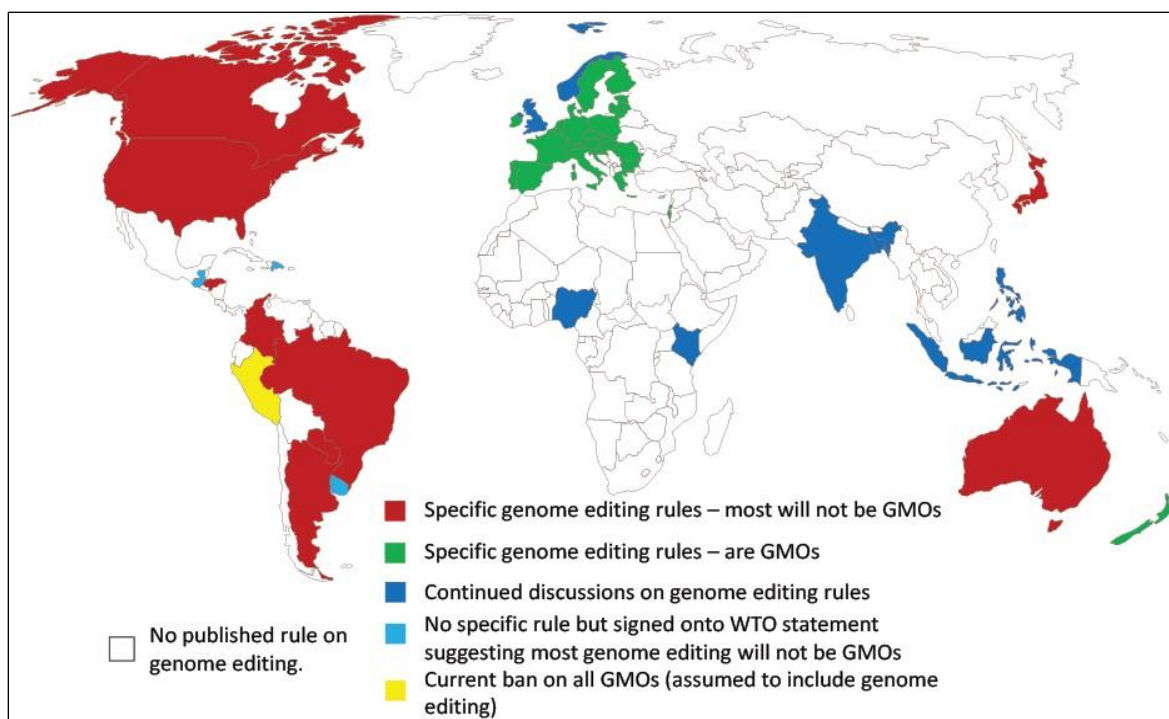 Specific genome editing rules – most will not be GMOs
Specific genome editing rules – are GMOs
Continued discussions on genome editing rules
No specific rule but signed onto WTO statement
suggesting most genome editing will not be GMOs
Current ban on all GMOs (assumed to include genome
editing)
No published rule on
genome editing.